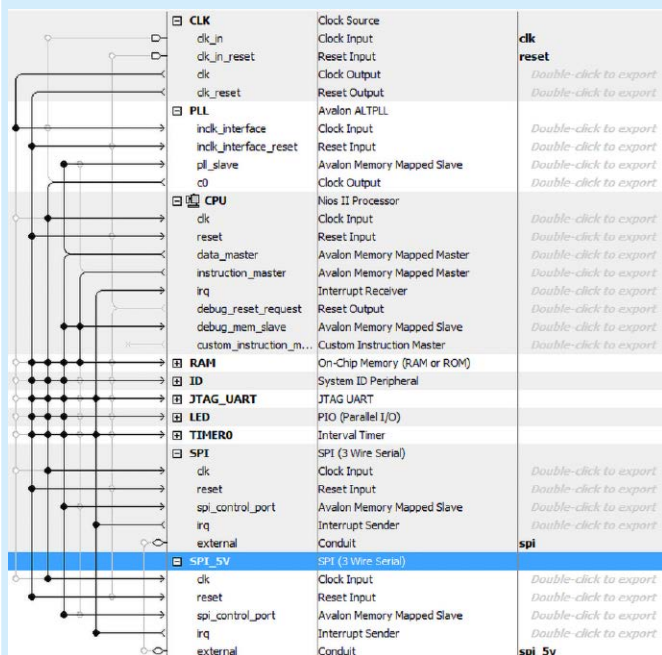 CLK Clock Source
clk_in Clock Input clk
clk_in_reset Reset Input reset
clk Clock Output Double-click to export
clk_reset Reset Output Double-click to export
PLL Avalon ALTPLL
inclk_interface Clock Input Double-click to export
inclk_interface_reset Reset Input Double-click to export
pll_slave Avalon Memory Mapped Slave Double-click to export
c0 Clock Output Double-click to export
CPU Nios II Processor
clk Clock Input Double-click to export
reset Reset Input Double-click to export
data_master Avalon Memory Mapped Master Double-click to export
instruction_master Avalon Memory Mapped Master Double-click to export
irq Interrupt Receiver Double-click to export
debug_reset_request Reset Output Double-click to export
debug_mem_slave Avalon Memory Mapped Slave Double-click to export
custom_instruction_m... Custom Instruction Master Double-click to export
RAM On-Chip Memory (RAM or ROM)
ID System ID Peripheral
JTAG_UART JTAG UART
LED PIO (Parallel I/O)
TIMER0 Interval Timer
SPI SPI (3 Wire Serial)
clk Clock Input Double-click to export
reset Reset Input Double-click to export
spi_control_port Avalon Memory Mapped Slave Double-click to export
irq Interrupt Sender Double-click to export
external Conduit spi
SPI_5V SPI (3 Wire Serial)
clk Clock Input Double-click to export
reset Reset Input Double-click to export
spi_control_port Avalon Memory Mapped Slave Double-click to export
irq Interrupt Sender Double-click to export
external Conduit spi_5v